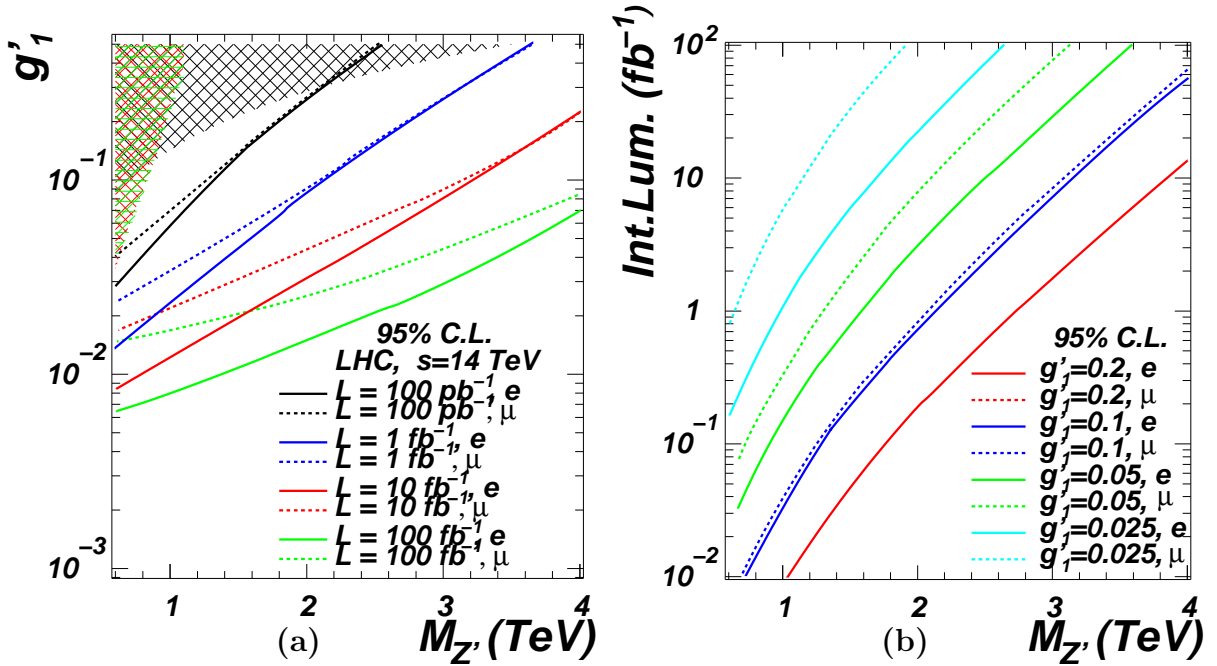 g'₁
10⁻¹
10⁻²
10⁻³
95% C.L.
LHC, s=14 TeV
L = 100 pb⁻¹, e
L = 100 pb⁻¹, μ
L = 1 fb⁻¹, e
L = 1 fb⁻¹, μ
L = 10 fb⁻¹, e
L = 10 fb⁻¹, μ
L = 100 fb⁻¹, e
L = 100 fb⁻¹, μ
1 2 3 4
(a)
M_Z' (TeV)
Int.Lum. (fb⁻¹)
10²
10
1
10⁻¹
10⁻²
95% C.L.
g'₁=0.2, e
g'₁=0.2, μ
g'₁=0.1, e
g'₁=0.1, μ
g'₁=0.05, e
g'₁=0.05, μ
g'₁=0.025, e
g'₁=0.025, μ
1 2 3 4
(b)
M_Z' (TeV)